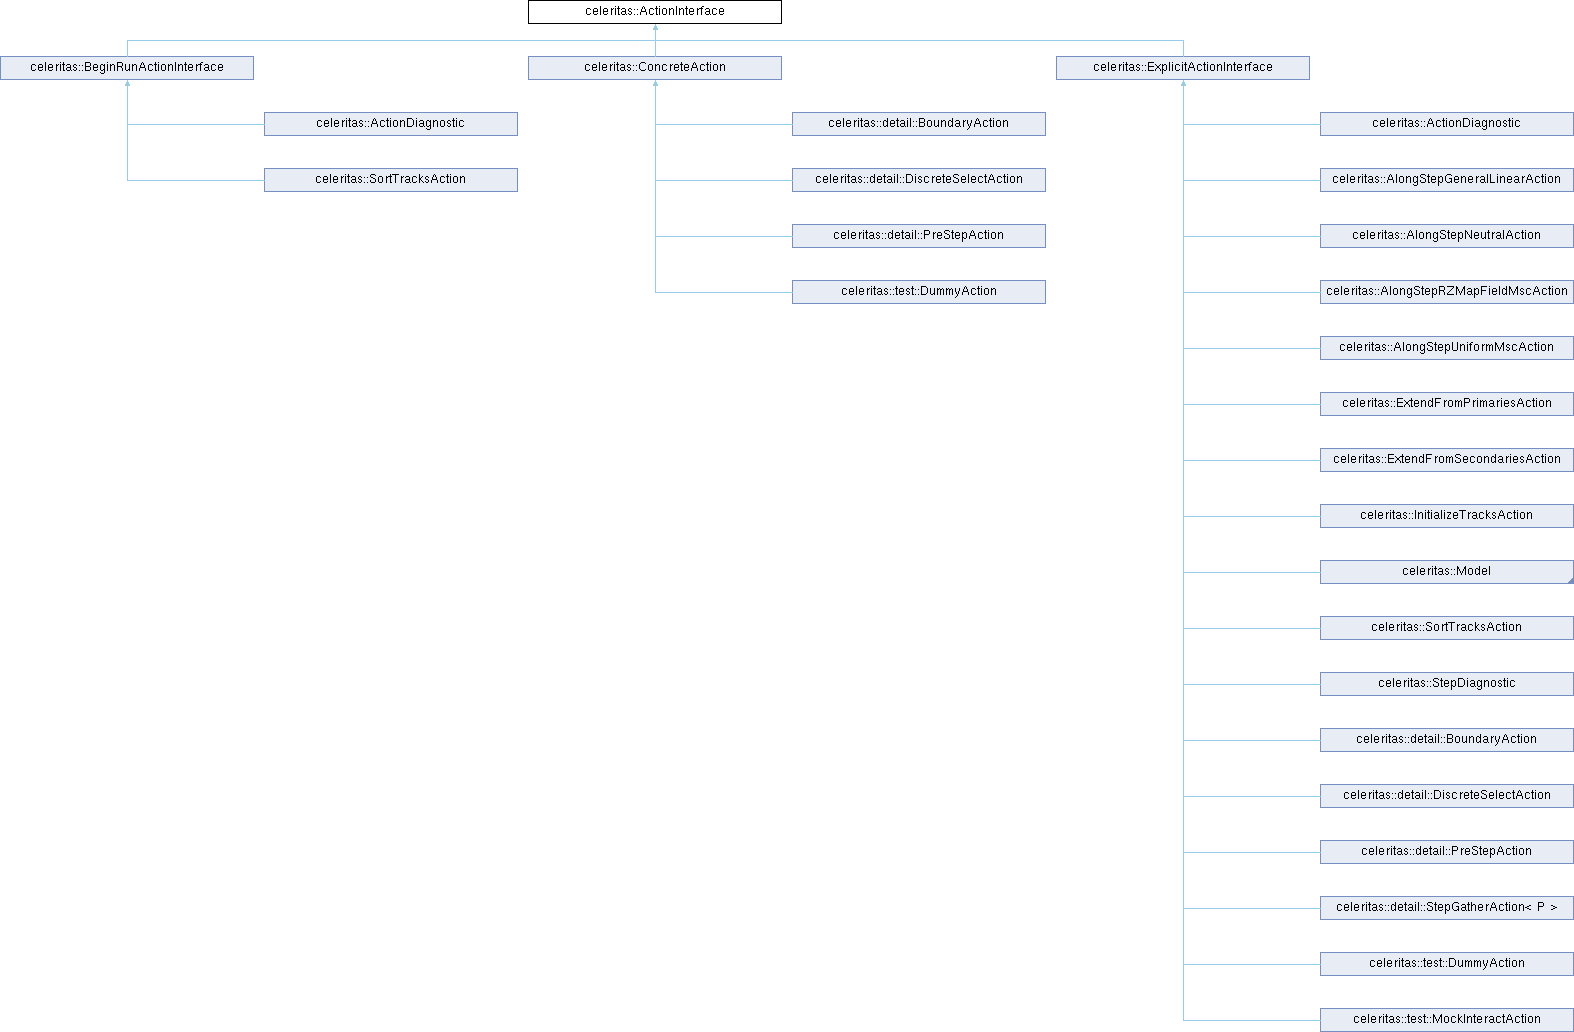 celeritas::ActionInterface
celeritas::BeginRunActionInterface
celeritas::ConcreteAction
celeritas::ExplicitActionInterface
celeritas::ActionDiagnostic
celeritas::detail::BoundaryAction
celeritas::ActionDiagnostic
celeritas::SortTracksAction
celeritas::detail::DiscreteSelectAction
celeritas::AlongStepGeneralLinearAction
celeritas::detail::PreStepAction
celeritas::AlongStepNeutralAction
celeritas::test::DummyAction
celeritas::AlongStepRZMapFieldMscAction
celeritas::AlongStepUniformMscAction
celeritas::ExtendFromPrimariesAction
celeritas::ExtendFromSecondariesAction
celeritas::InitializeTracksAction
celeritas::Model
celeritas::SortTracksAction
celeritas::StepDiagnostic
celeritas::detail::BoundaryAction
celeritas::detail::DiscreteSelectAction
celeritas::detail::PreStepAction
celeritas::detail::StepGatherAction< P >
celeritas::test::DummyAction
celeritas::test::MockInteractAction